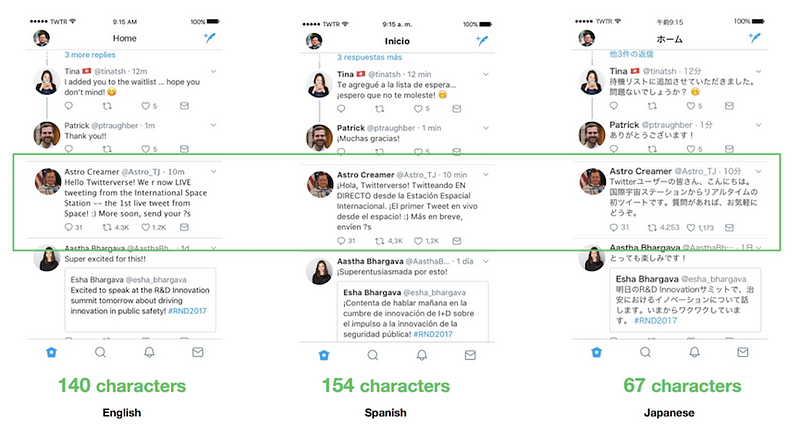 TWTR 9:15 AM 100%
Home
3 more replies
Tina @tinatsh · 12m
I added you to the waitlist ... hope you
don't mind! 😋
5
Patrick @ptraughber · 1m
Thank you!!
Astro Creamer @Astro_TJ · 10m
Hello Twitterverse! We r now LIVE
tweeting from the International Space
Station -- the 1st live tweet from
Space! :) More soon, send your ?s
31 4.3K 1.2K
Aastha Bhargava @AasthaBh... · 1d
Super excited for this!!
Esha Bhargava @esha_bhargava
Excited to speak at the R&D Innovation
summit tomorrow about driving
innovation in public safety! #RND2017
140 characters
English
TWTR 9:15 a. m. 100%
Inicio
3 respuestas más
Tina @tinatsh · 12 min
Te agregué a la lista de espera...
¡espero que no te moleste! 😋
5
Patrick @ptraughber · 1 min
¡Muchas gracias!
Astro Creamer @Astro_TJ · 10 min
¡Hola, Twitterverso! Twitteando EN
DIRECTO desde la Estación Espacial
Internacional. ¡El primer Tweet en vivo
desde el espacio! :) Más en breve,
envíen ?s
31 4,3K 1,2K
Aastha Bhargava @AasthaB... · 1 día
¡Superentusiasmada por esto!
Esha Bhargava @esha_bhargava
¡Contenta de hablar mañana en la
cumbre de innovación de I+D sobre
el impulso a la innovación de la
seguridad pública! #RND2017
154 characters
Spanish
TWTR 午前9:15 100%
ホーム
他3件の返信
Tina @tinatsh · 12分
待機リストに追加させていただきました。
問題ないでしょうか? 😋
5
Patrick @ptraughber · 1分
ありがとうございます!
Astro Creamer @Astro_TJ · 10分
Twitterユーザーの皆さん、こんにちは。
国際宇宙ステーションからリアルタイムの
初ツイートです。質問があれば、お気軽に
どうぞ。
31 4,253 1,173
Aastha Bhargava @AasthaBh... · 1日
とっても楽しみです!
Esha Bhargava @esha_bhargava
明日のR&D Innovationサミットで、治
安におけるイノベーションについて話
します。いまからワクワクしていま
す。 #RND2017
67 characters
Japanese